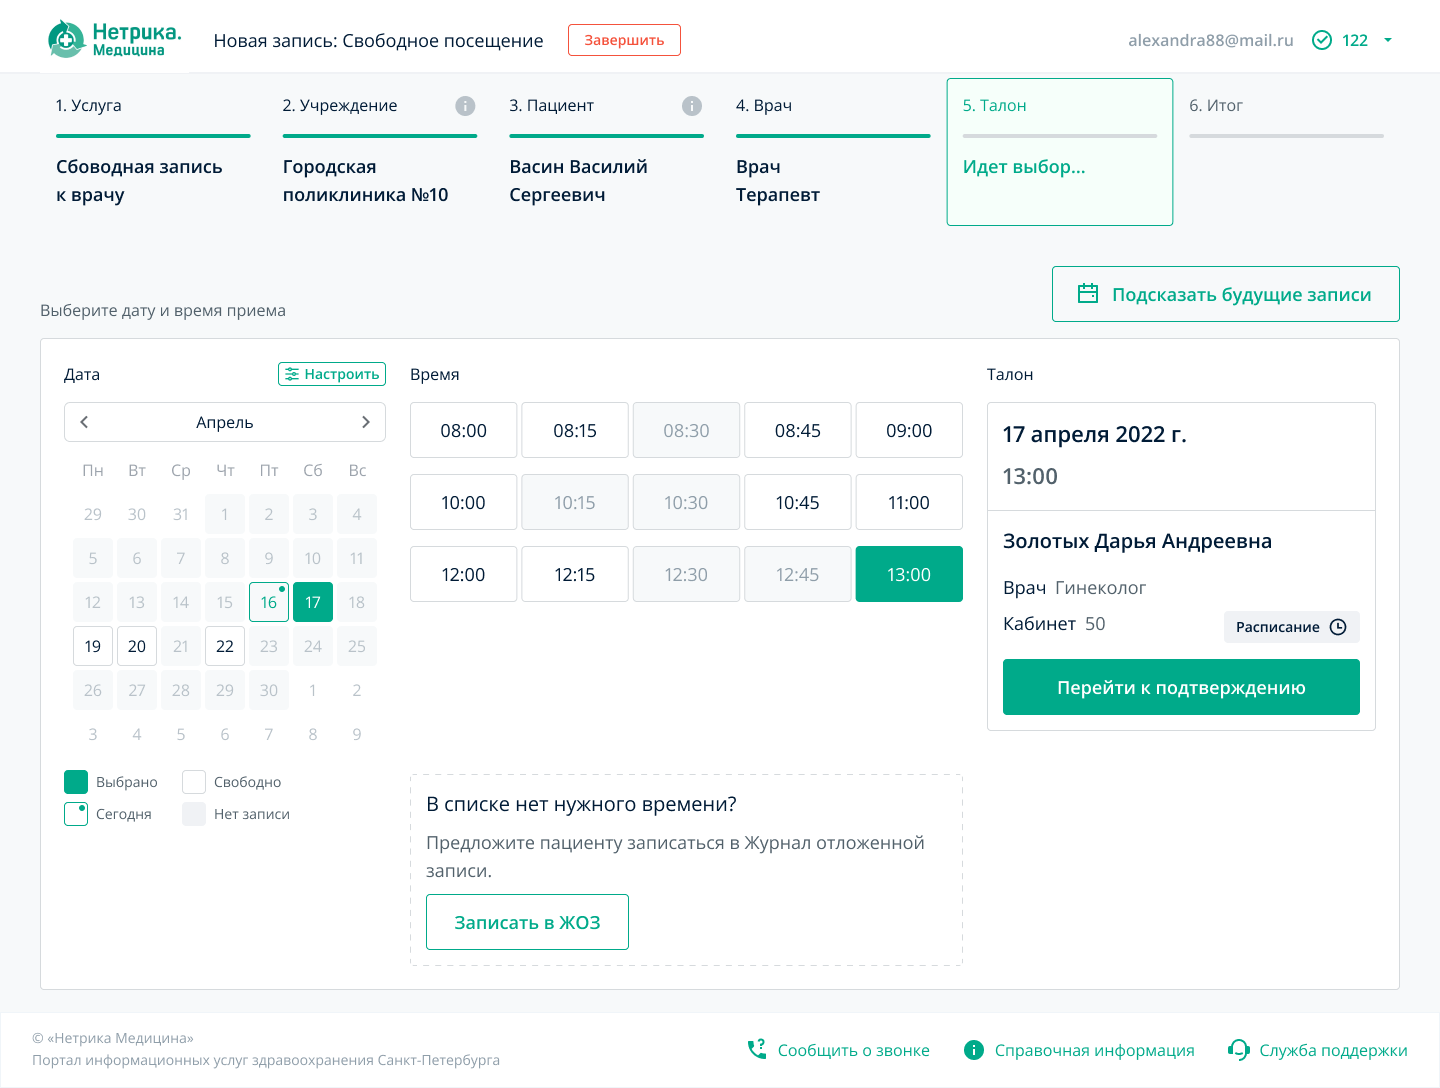 Нетрика.
Медицина
Новая запись: Свободное посещение
Завершить
alexandra88@mail.ru
122
1. Услуга
Сбоводная запись
к врачу
2. Учреждение
Городская
поликлиника №10
3. Пациент
Васин Василий
Сергеевич
4. Врач
Врач
Терапевт
5. Талон
Идет выбор...
6. Итог
Выберите дату и время приема
Подсказать будущие записи
Дата
Настроить
Апрель
Пн Вт Ср Чт Пт Сб Вс
29 30 31 1 2 3 4
5 6 7 8 9 10 11
12 13 14 15 16 17 18
19 20 21 22 23 24 25
26 27 28 29 30 1 2
3 4 5 6 7 8 9
Выбрано Свободно
Сегодня Нет записи
Время
08:00 08:15 08:30 08:45 09:00
10:00 10:15 10:30 10:45 11:00
12:00 12:15 12:30 12:45 13:00
В списке нет нужного времени?
Предложите пациенту записаться в Журнал отложенной
записи.
Записать в ЖОЗ
Талон
17 апреля 2022 г.
13:00
Золотых Дарья Андреевна
Врач Гинеколог
Кабинет 50
Расписание
Перейти к подтверждению
© «Нетрика Медицина»
Портал информационных услуг здравоохранения Санкт-Петербурга
Сообщить о звонке
Справочная информация
Служба поддержки